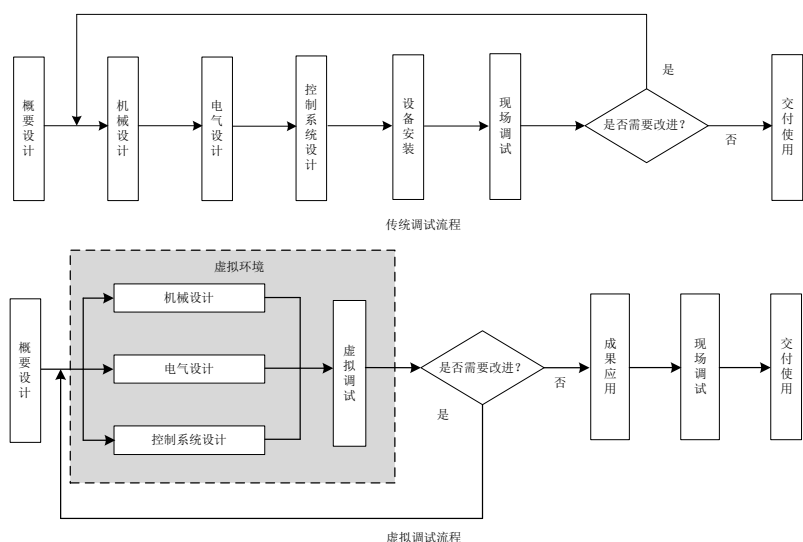 是
概要设计
机械设计
电气设计
控制系统设计
设备安装
现场调试
是否需要改进？
否
交付使用
传统调试流程
虚拟环境
概要设计
机械设计
电气设计
控制系统设计
虚拟调试
是否需要改进？
是
否
成果应用
现场调试
交付使用
虚拟调试流程